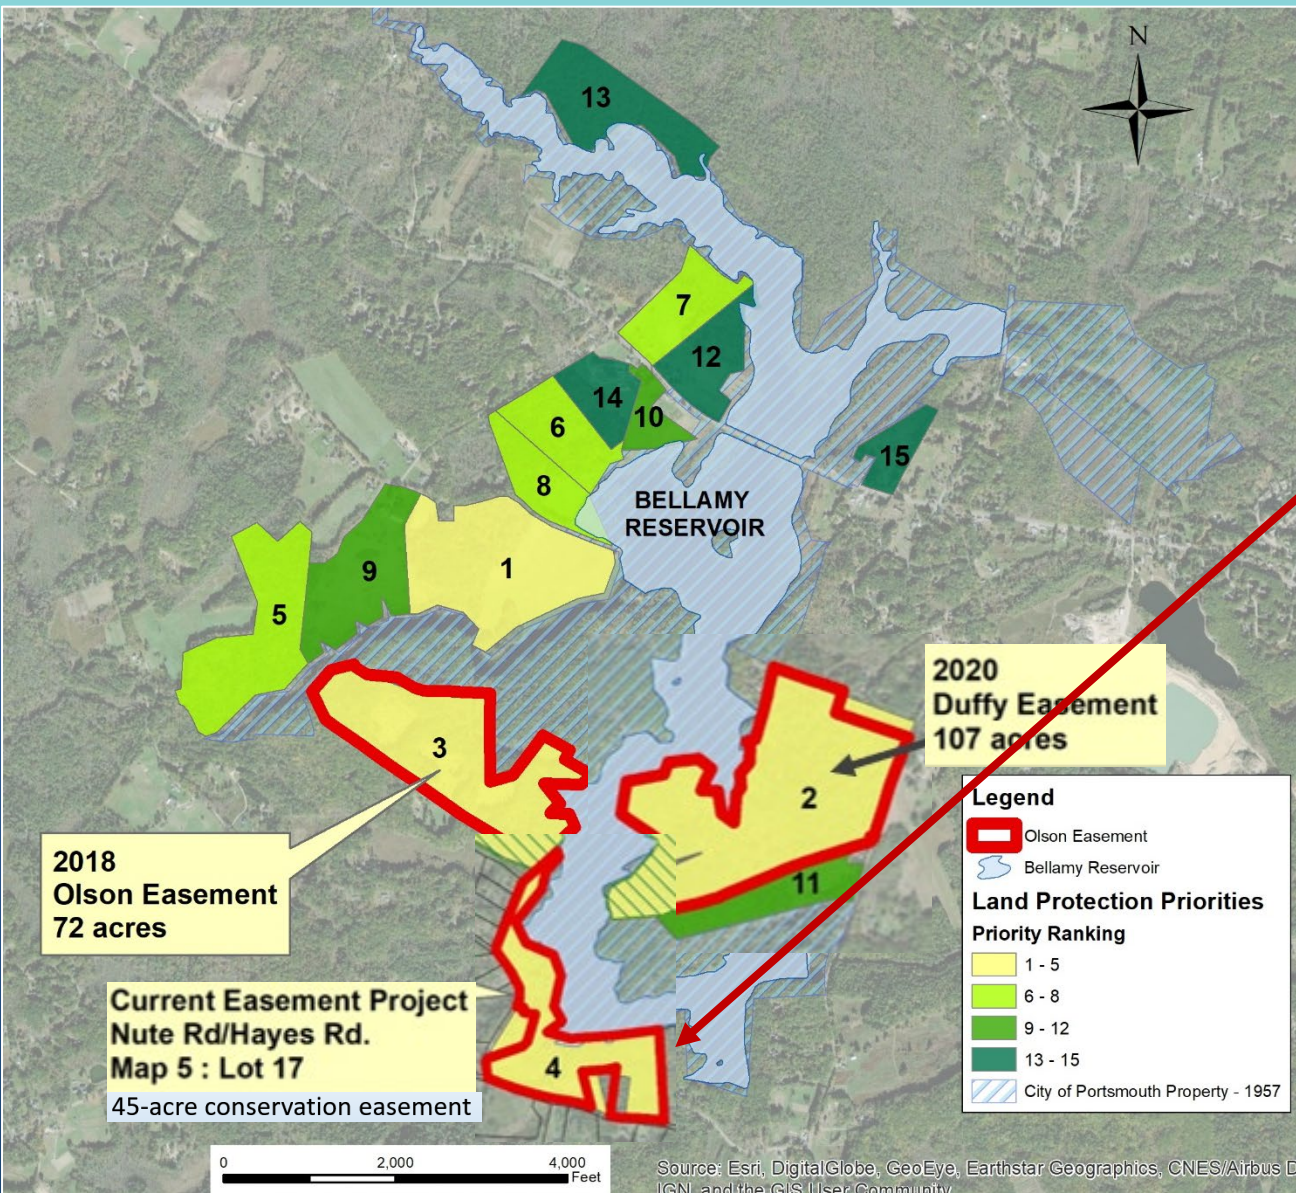 N
13
7
12
14
10
6
15
8
BELLAMY
RESERVOIR
9
1
5
2020
Duffy Easement
107 acres
3
2
2018
Olson Easement
72 acres
11
Current Easement Project
Nute Rd/Hayes Rd.
Map 5 : Lot 17
45-acre conservation easement
4
Legend
Olson Easement
Bellamy Reservoir
Land Protection Priorities
Priority Ranking
1 - 5
6 - 8
9 - 12
13 - 15
City of Portsmouth Property - 1957
0 2,000 4,000
Feet
Source: Esri, DigitalGlobe, GeoEye, Earthstar Geographics, CNES/Airbus D
IGN, and the GIS User Community